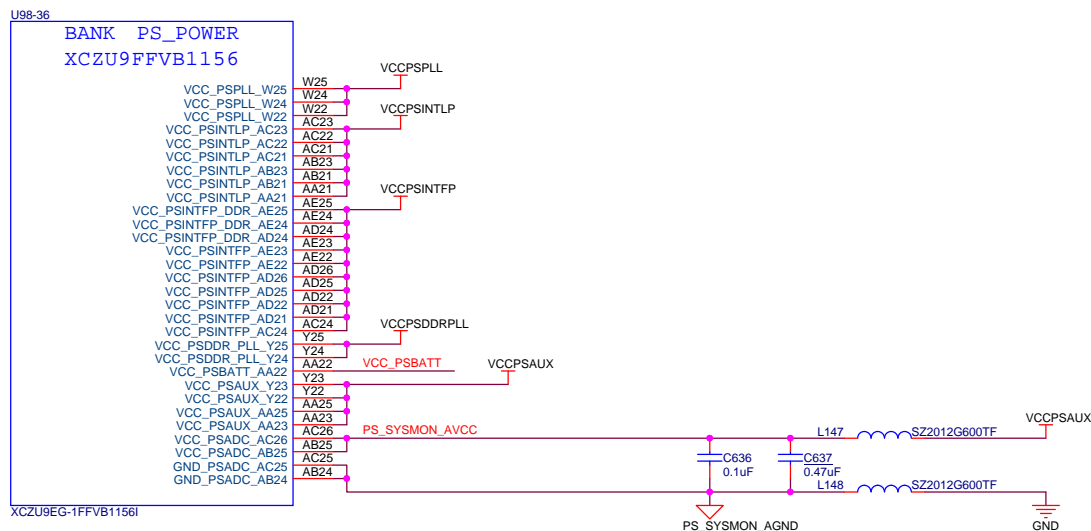 U98-36
BANK PS_POWER
XCZU9FFVB1156
VCCPSPLL
VCC_PSPLL_W25 W25
VCC_PSPLL_W24 W24
VCC_PSPLL_W22 W22
VCCPSINTLP
VCC_PSINTLP_AC23 AC23
VCC_PSINTLP_AC22 AC22
VCC_PSINTLP_AC21 AC21
VCC_PSINTLP_AB23 AB23
VCC_PSINTLP_AB21 AB21
VCC_PSINTLP_AA21 AA21
VCCPSINTFP
VCC_PSINTFP_DDR_AE25 AE25
VCC_PSINTFP_DDR_AE24 AE24
VCC_PSINTFP_DDR_AD24 AD24
VCC_PSINTFP_AE23 AE23
VCC_PSINTFP_AE22 AE22
VCC_PSINTFP_AD26 AD26
VCC_PSINTFP_AD25 AD25
VCC_PSINTFP_AD22 AD22
VCC_PSINTFP_AD21 AD21
VCC_PSINTFP_AC24 AC24
VCCPSDDRPLL
VCC_PSDDR_PLL_Y25 Y25
VCC_PSDDR_PLL_Y24 Y24
VCC_PSBATT_AA22 AA22 VCC_PSBATT
VCCPSAUX
VCC_PSAUX_Y23 Y23
VCC_PSAUX_Y22 Y22
VCC_PSAUX_AA25 AA25
VCC_PSAUX_AA23 AA23
VCCPSAUX
VCC_PSADC_AC26 AC26 PS_SYSMON_AVCC L147 SZ2012G600TF
VCC_PSADC_AB25 AB25
GND_PSADC_AC25 AC25
C636 C637
0.1uF 0.47uF
GND_PSADC_AB24 AB24
L148 SZ2012G600TF
XCZU9EG-1FFVB1156I
PS_SYSMON_AGND GND